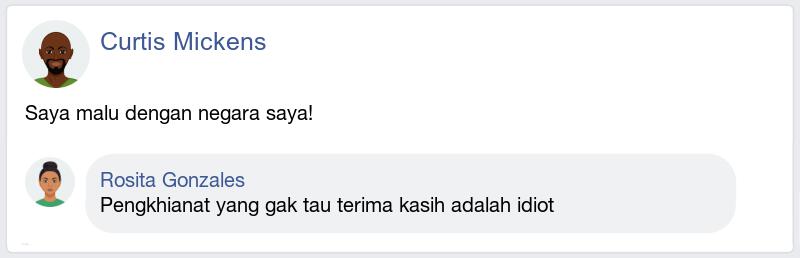 Curtis Mickens
Saya malu dengan negara saya!
Rosita Gonzales
Pengkhianat yang gak tau terima kasih adalah idiot